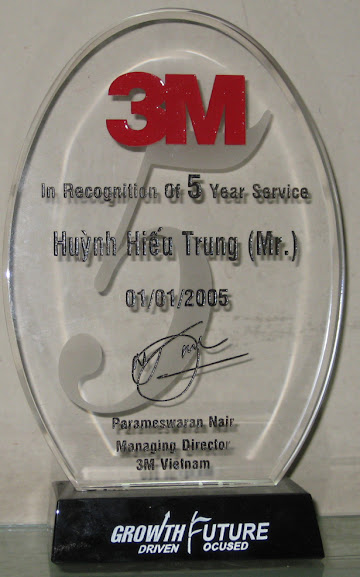 3M
In Recognition Of 5 Year Service
Huỳnh Hiếu Trung (Mr.)
01/01/2005
Parameswaran Nair
Managing Director
3M Vietnam
GROWTH FUTURE
DRIVEN FOCUSED